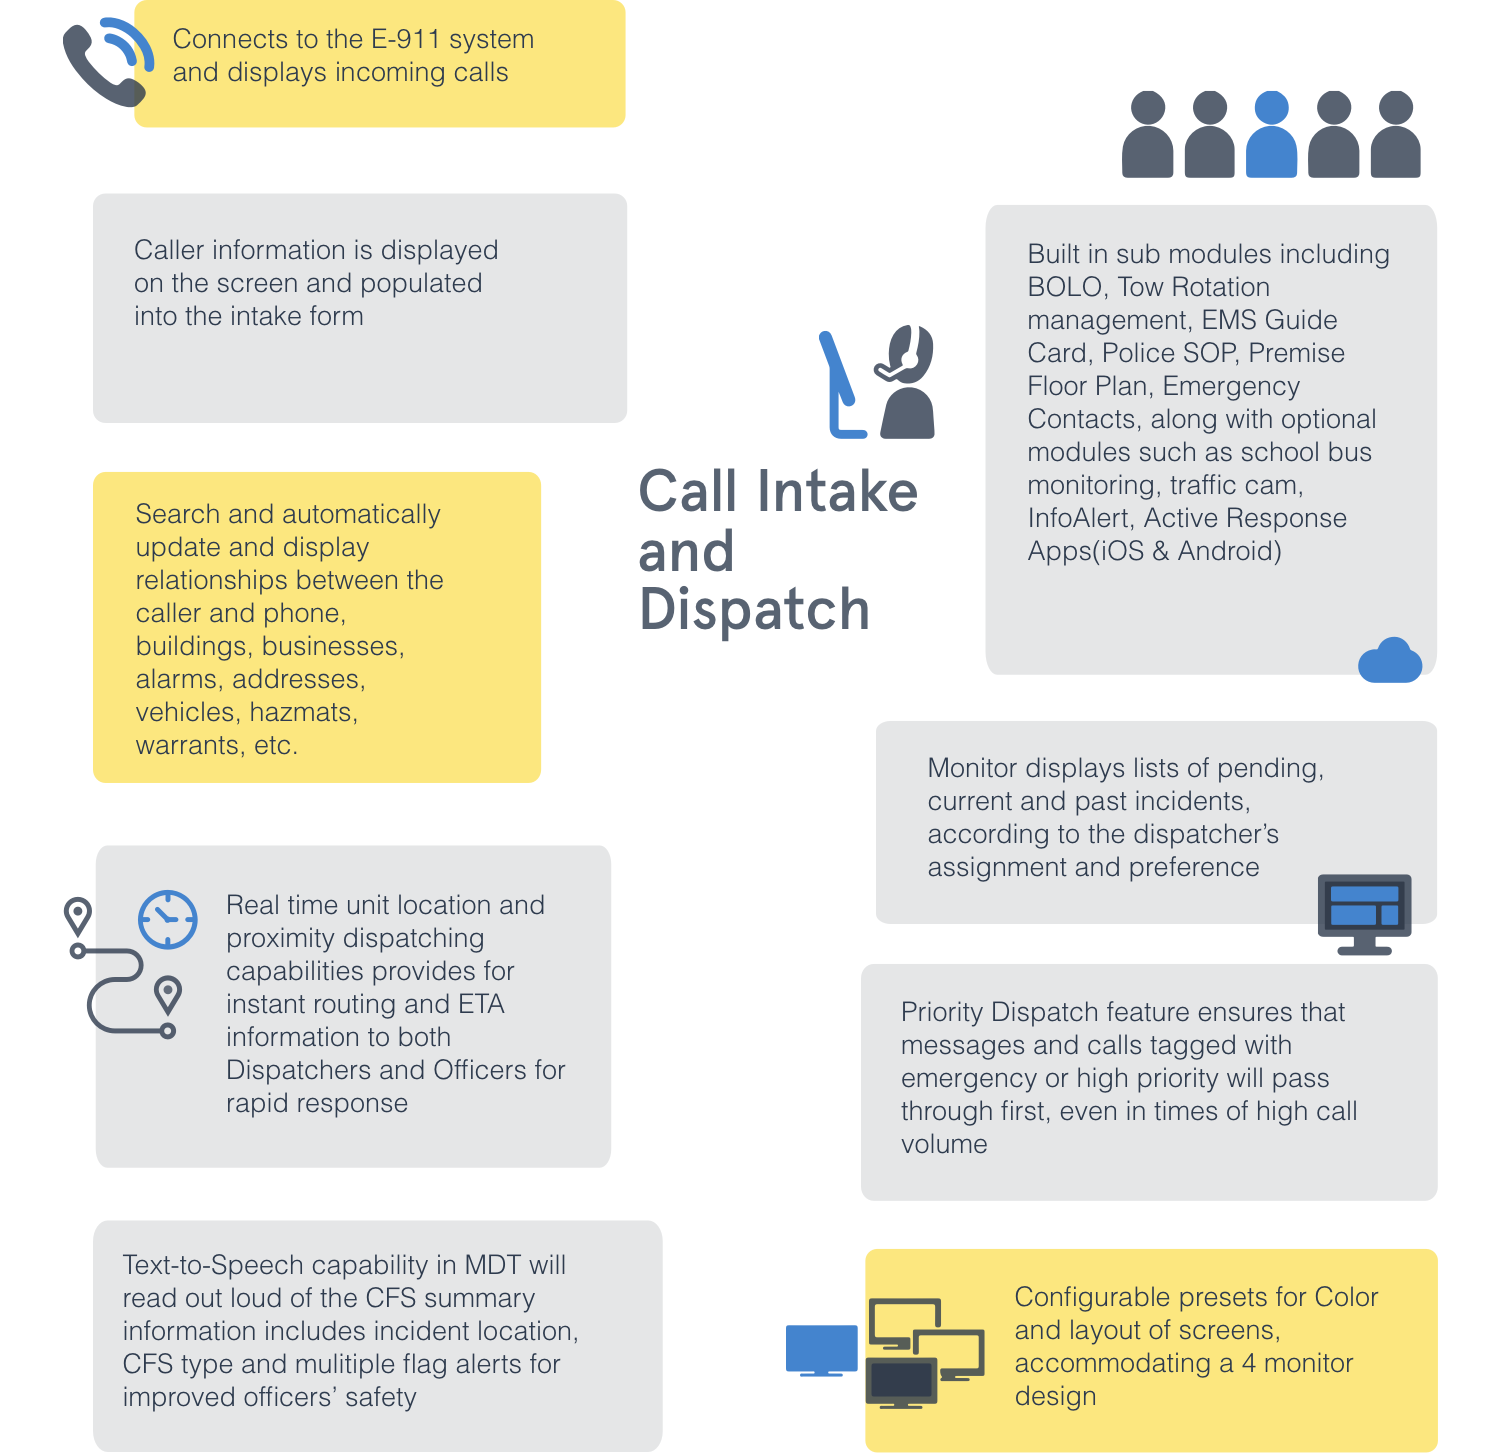 Connects to the E-911 system
and displays incoming calls
Caller information is displayed
on the screen and populated
into the intake form
Search and automatically
update and display
relationships between the
caller and phone,
buildings, businesses,
alarms, addresses,
vehicles, hazmats,
warrants, etc.
Real time unit location and
proximity dispatching
capabilities provides for
instant routing and ETA
information to both
Dispatchers and Officers for
rapid response
Text-to-Speech capability in MDT will
read out loud of the CFS summary
information includes incident location,
CFS type and mulitiple flag alerts for
improved officers’ safety
Call Intake
and
Dispatch
Built in sub modules including
BOLO, Tow Rotation
management, EMS Guide
Card, Police SOP, Premise
Floor Plan, Emergency
Contacts, along with optional
modules such as school bus
monitoring, traffic cam,
InfoAlert, Active Response
Apps(iOS & Android)
Monitor displays lists of pending,
current and past incidents,
according to the dispatcher’s
assignment and preference
Priority Dispatch feature ensures that
messages and calls tagged with
emergency or high priority will pass
through first, even in times of high call
volume
Configurable presets for Color
and layout of screens,
accommodating a 4 monitor
design